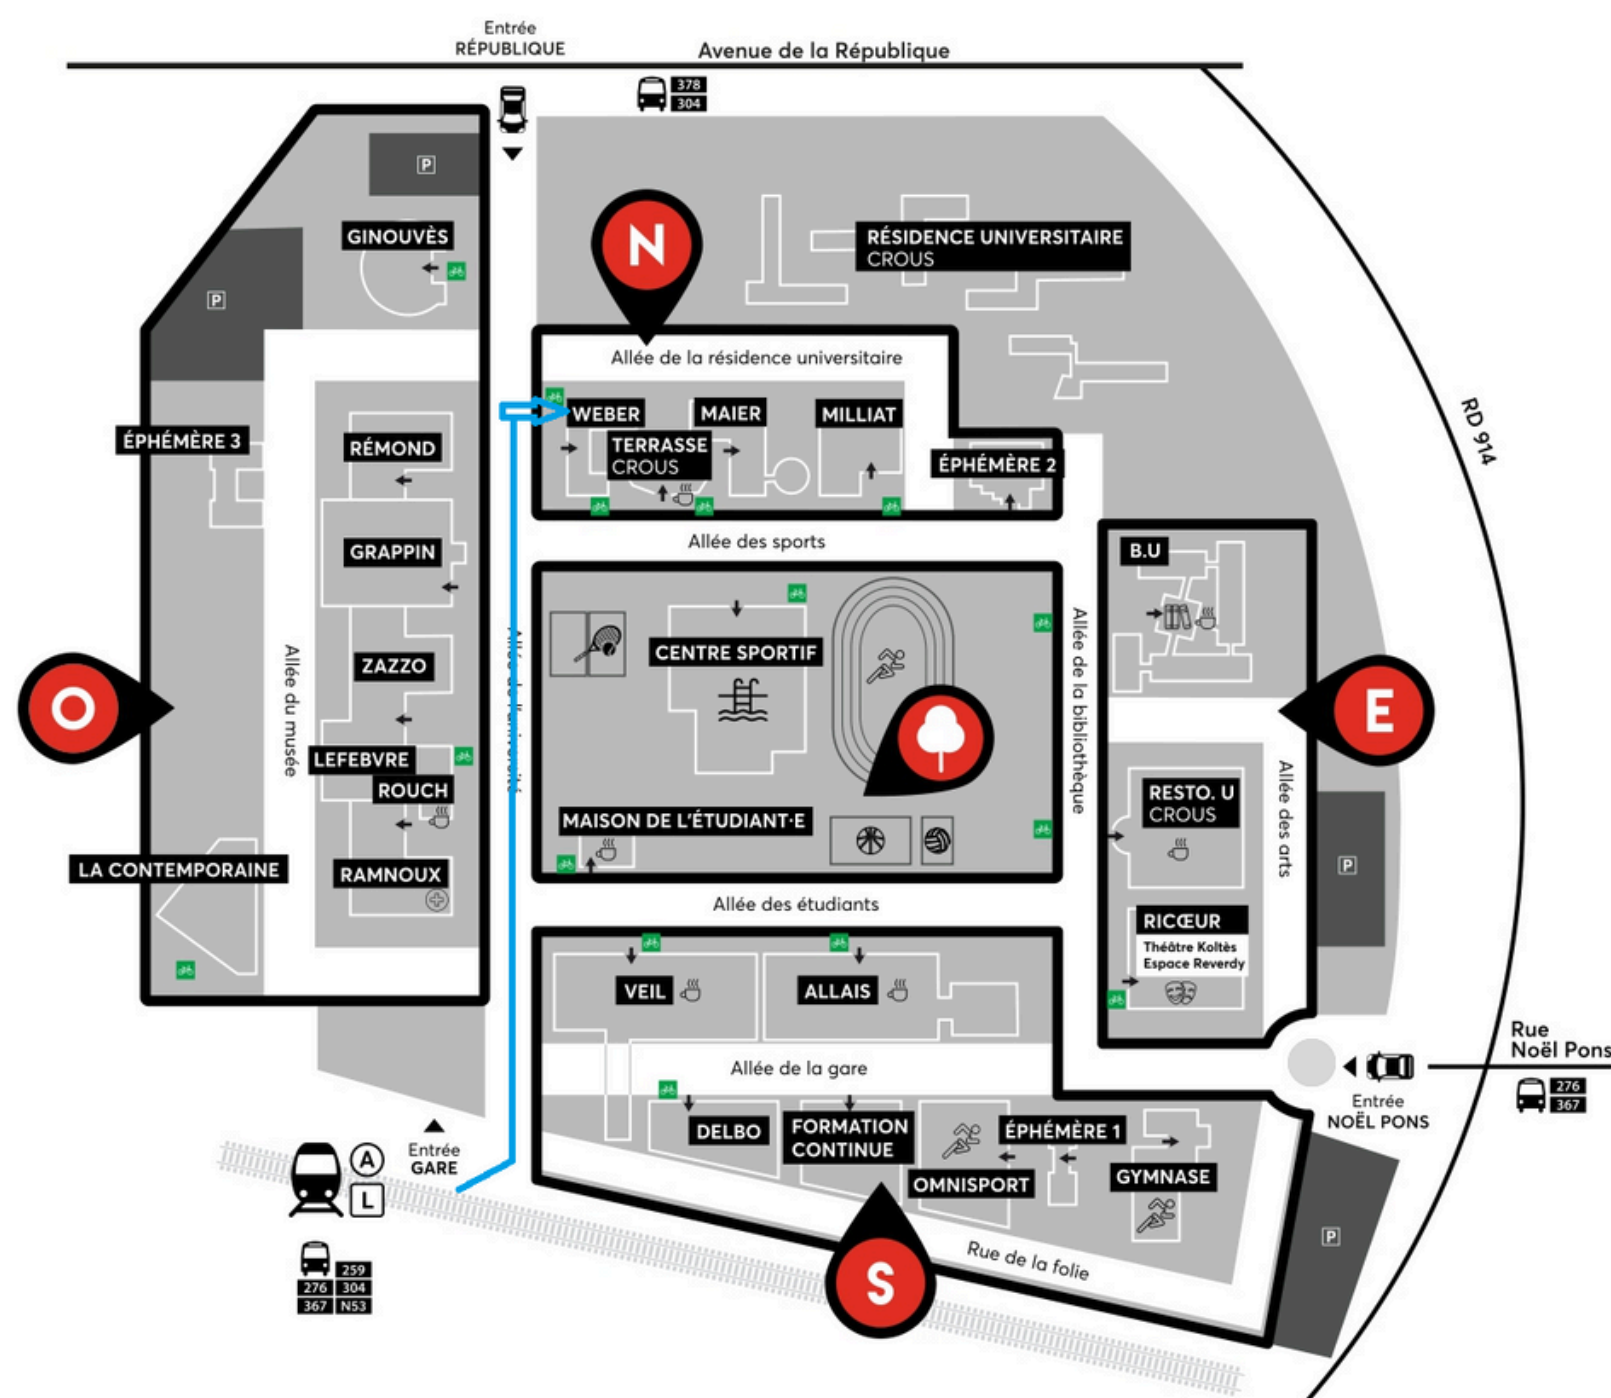 Entrée
RÉPUBLIQUE
Avenue de la République
378
304
P
GINOUVÈS
N
RÉSIDENCE UNIVERSITAIRE
CROUS
P
Allée de la résidence universitaire
WEBER
MAIER
MILLIAT
TERRASSE
CROUS
ÉPHÉMÈRE 2
ÉPHÉMÈRE 3
RÉMOND
RD 914
Allée des sports
GRAPPIN
B.U
ZAZZO
CENTRE SPORTIF
Allée du musée
Allée de l'université
Allée de la bibliothèque
O
E
LEFEBVRE
ROUCH
RESTO. U
CROUS
Allée des arts
MAISON DE L'ÉTUDIANT·E
P
LA CONTEMPORAINE
RAMNOUX
Allée des étudiants
RICŒUR
Théâtre Koltès
Espace Reverdy
VEIL
ALLAIS
Rue
Noël Pons
276
367
Allée de la gare
Entrée
NOËL PONS
DELBO
FORMATION
CONTINUE
ÉPHÉMÈRE 1
Entrée
GARE
A
L
OMNISPORT
GYMNASE
P
Rue de la folie
S
259
276 304
367 N53